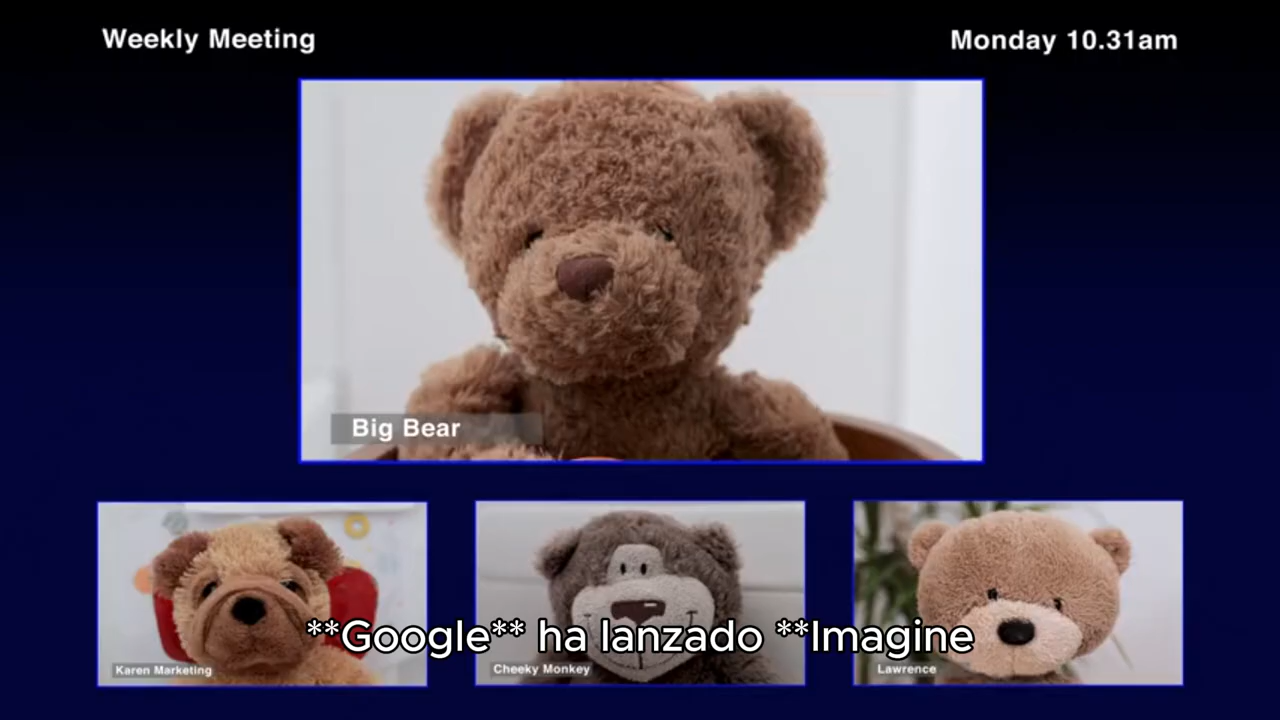 Weekly Meeting
Monday 10.31am
Big Bear
**Google** ha lanzado **Imagine
Karen Marketing
Cheeky Monkey
Lawrence